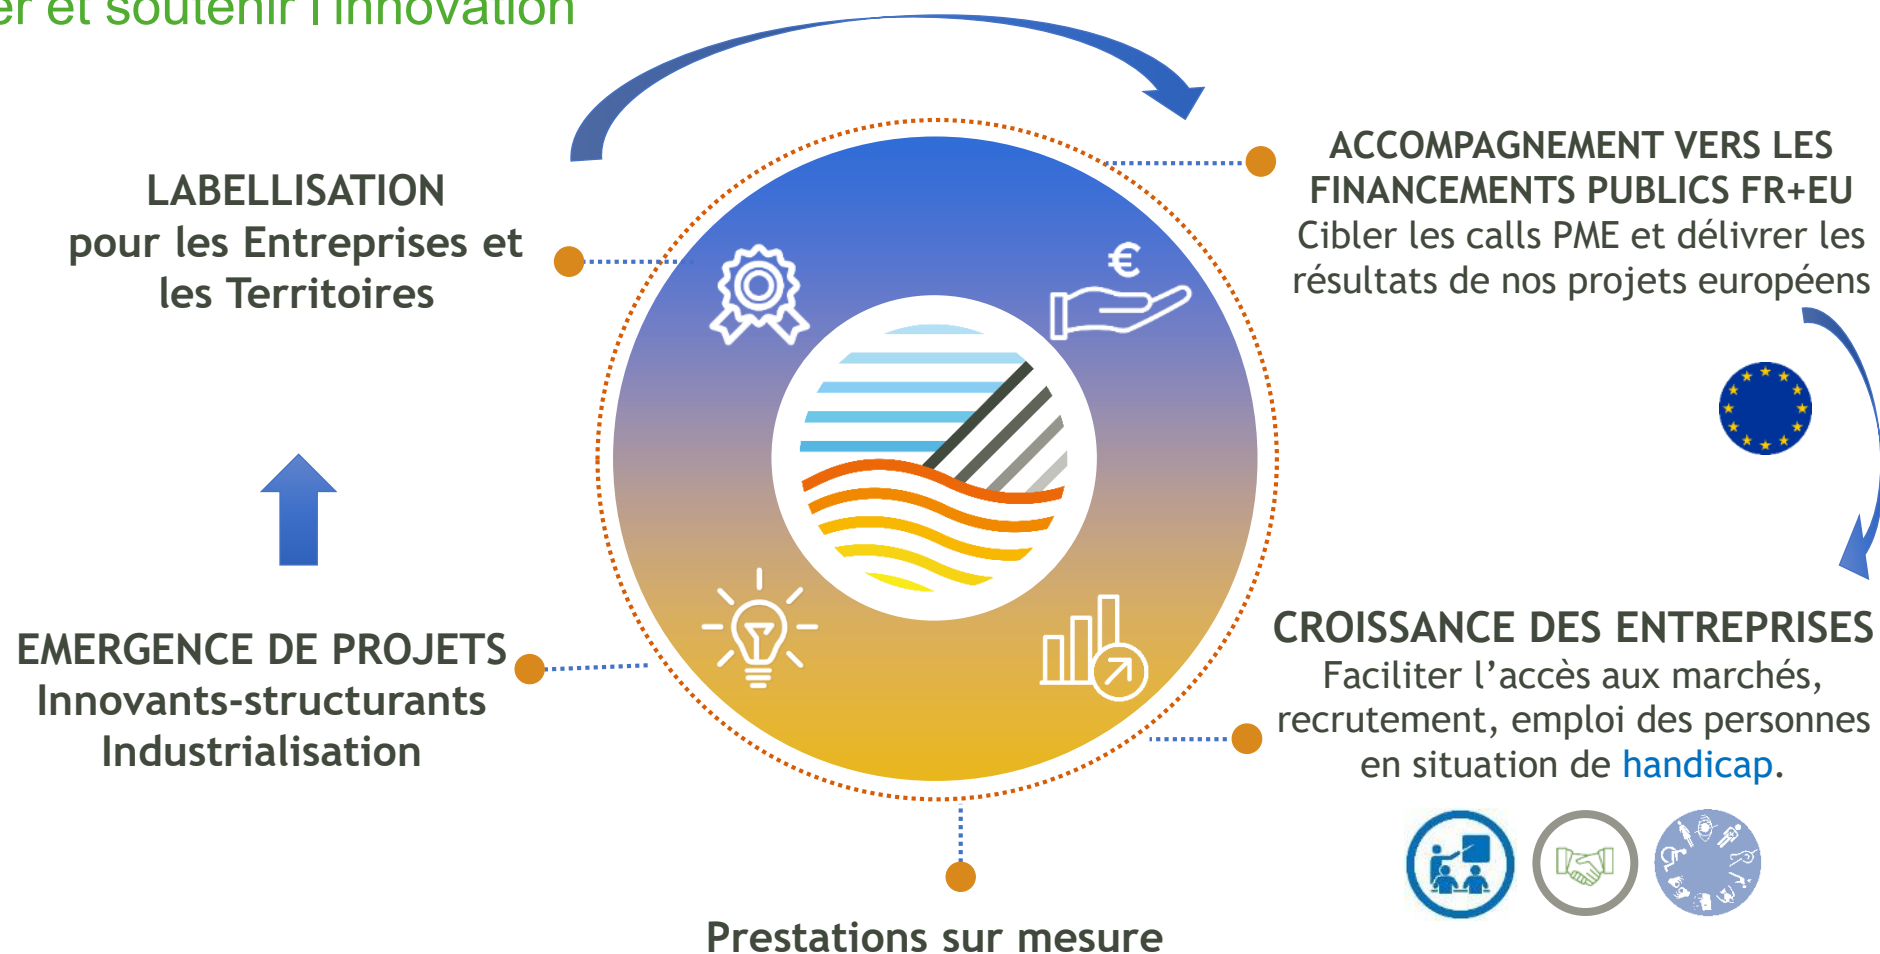 er et soutenir l'innovation
LABELLISATION
pour les Entreprises et
les Territoires
ACCOMPAGNEMENT VERS LES
FINANCEMENTS PUBLICS FR+EU
Cibler les calls PME et délivrer les
résultats de nos projets européens
€
EMERGENCE DE PROJETS
Innovants-structurants
Industrialisation
CROISSANCE DES ENTREPRISES
Faciliter l’accès aux marchés,
recrutement, emploi des personnes
en situation de handicap.
Prestations sur mesure